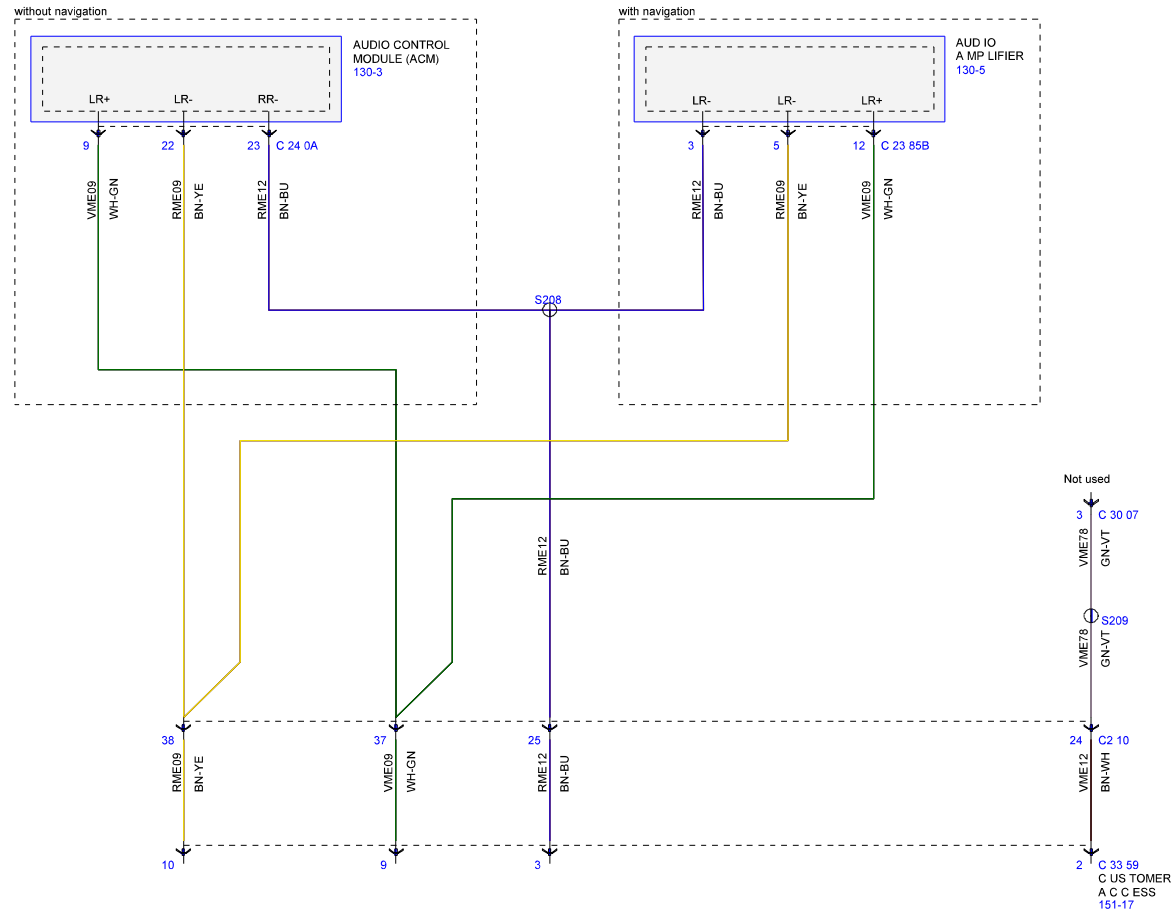 without navigation
with navigation
AUDIO CONTROL
MODULE (ACM)
130-3
AUD IO
A MP LIFIER
130-5
LR+ LR- RR-
LR- LR- LR+
9 22 23 C 24 0A
3 5 12 C 23 85B
VME09 WH-GN RME09 BN-YE RME12 BN-BU
RME12 BN-BU RME09 BN-YE VME09 WH-GN
S208
Not used
3 C 30 07
VME78 GN-VT
RME12 BN-BU
S209
VME78 GN-VT
38 37 25 24 C2 10
RME09 BN-YE VME09 WH-GN RME12 BN-BU VME12 BN-WH
10 9 3 2 C 33 59
C US TOMER
A C C ESS
151-17